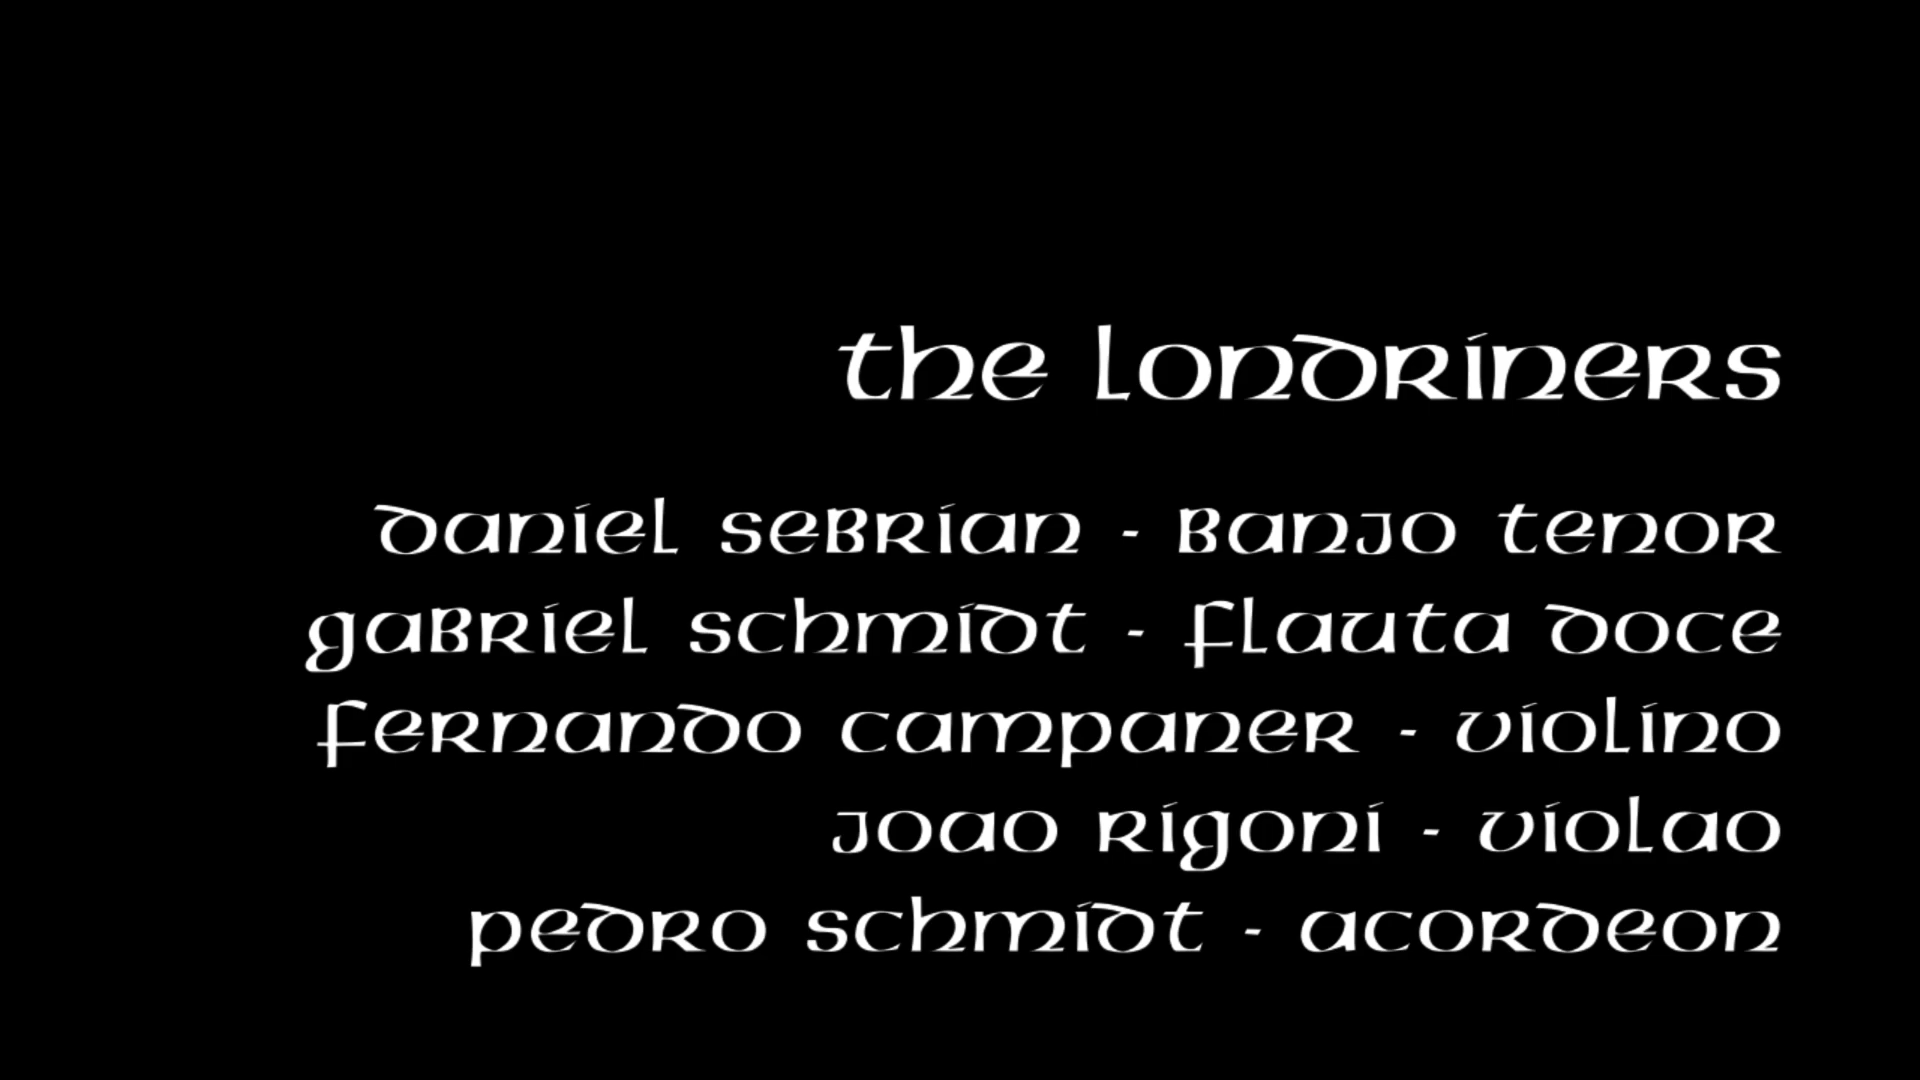 the londriners
daniel sebrian - banjo tenor
gabriel schmidt - flauta doce
fernando campaner - violino
joao rigoni - violao
pedro schmidt - acordeon